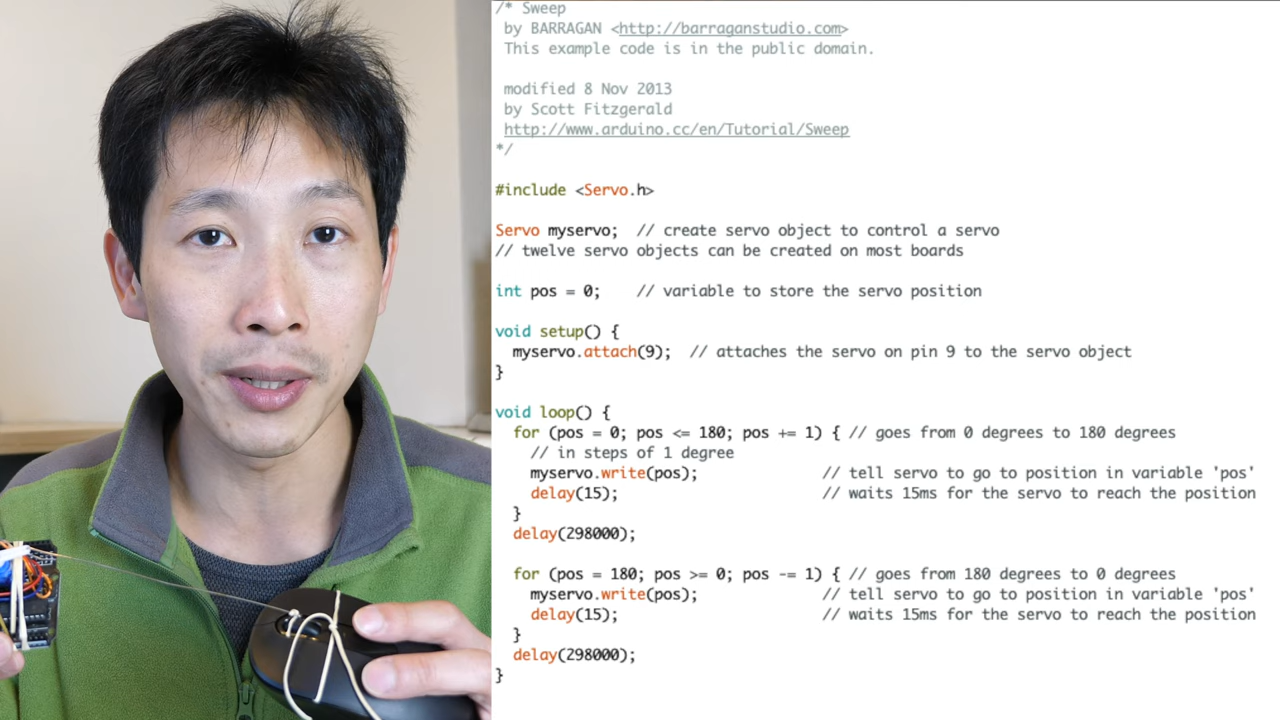 /* Sweep
by BARRAGAN <http://barraganstudio.com>
This example code is in the public domain.
modified 8 Nov 2013
by Scott Fitzgerald
http://www.arduino.cc/en/Tutorial/Sweep
*/
#include <Servo.h>
Servo myservo;  // create servo object to control a servo
// twelve servo objects can be created on most boards
int pos = 0;    // variable to store the servo position
void setup() {
myservo.attach(9);  // attaches the servo on pin 9 to the servo object
}
void loop() {
for (pos = 0; pos <= 180; pos += 1) { // goes from 0 degrees to 180 degrees
// in steps of 1 degree
myservo.write(pos);              // tell servo to go to position in variable 'pos'
delay(15);                       // waits 15ms for the servo to reach the position
}
delay(298000);
for (pos = 180; pos >= 0; pos -= 1) { // goes from 180 degrees to 0 degrees
myservo.write(pos);              // tell servo to go to position in variable 'pos'
delay(15);                       // waits 15ms for the servo to reach the position
}
delay(298000);
}